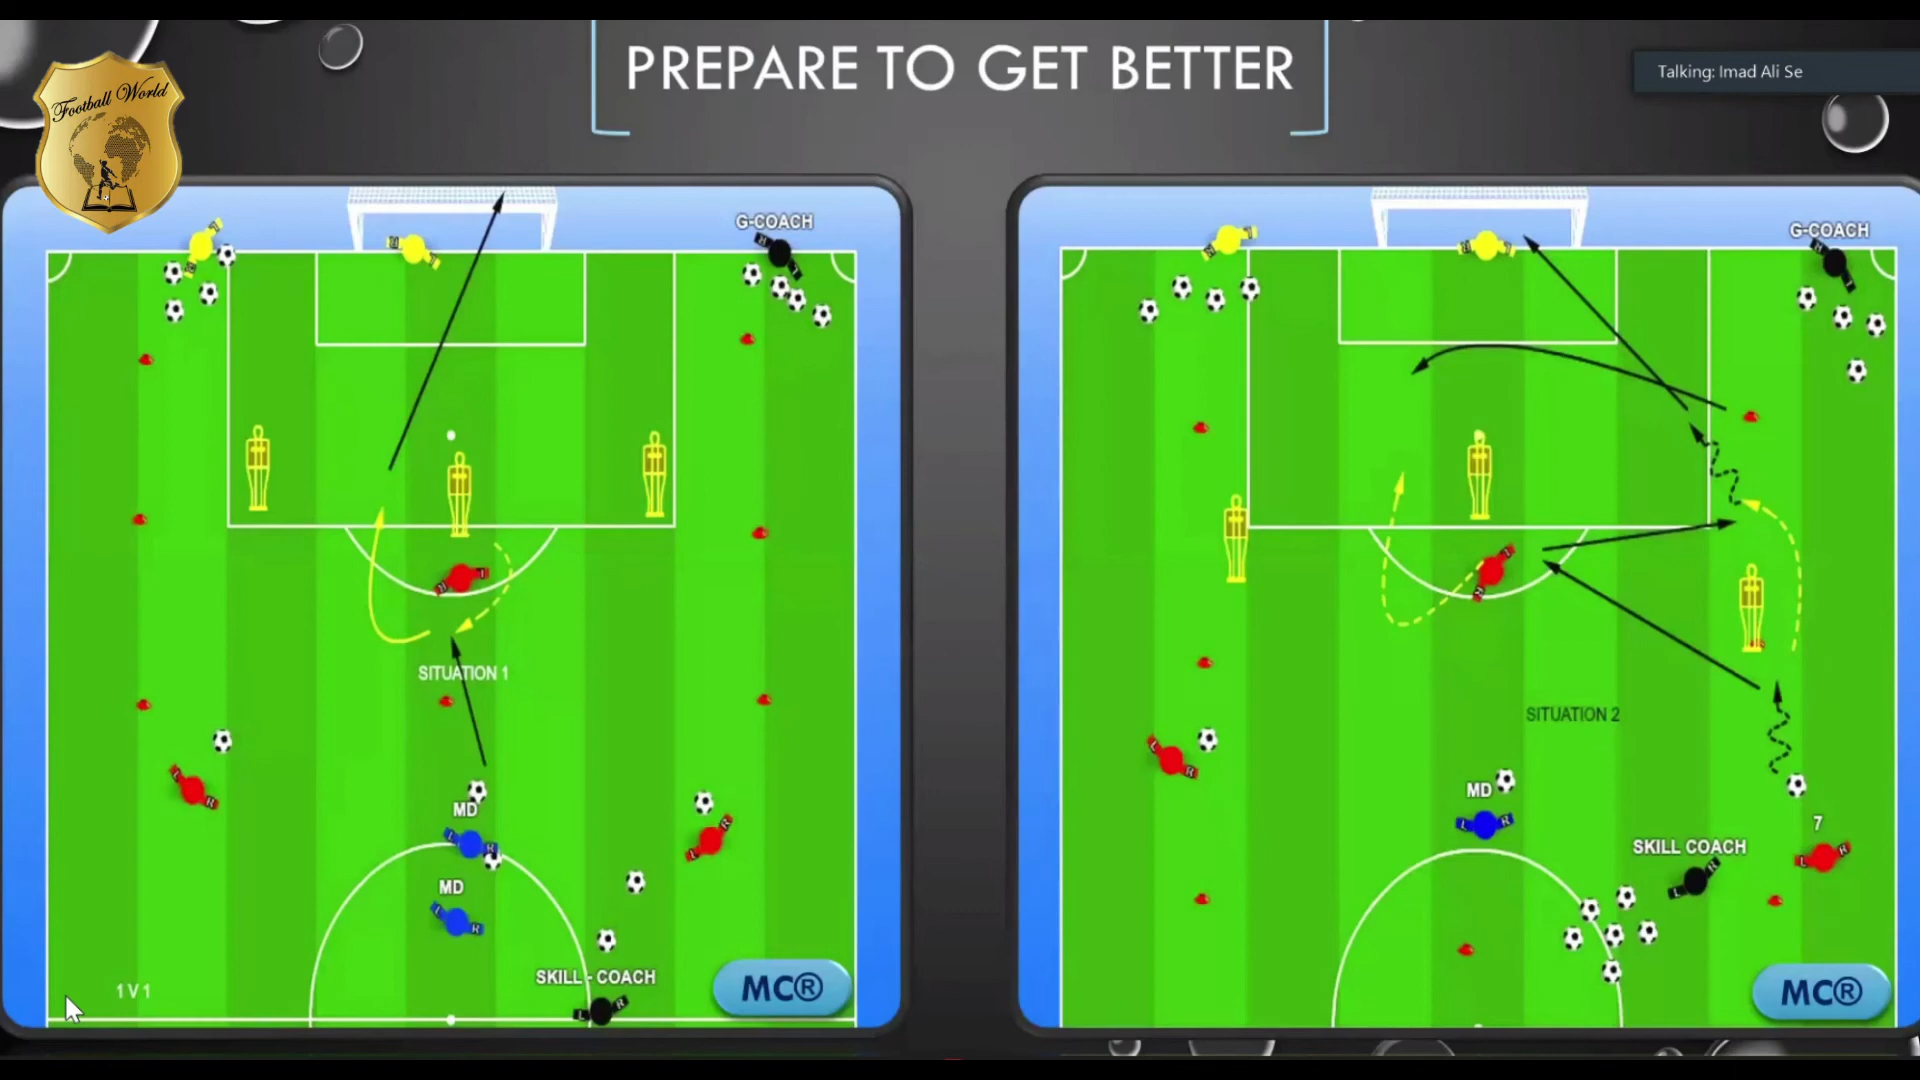 PREPARE TO GET BETTER
Football World
Talking: Imad Ali Se
G-COACH
SITUATION 1
MD
MD
SKILL - COACH
1 V 1
MC®
G-COACH
SITUATION 2
MD
7
SKILL COACH
MC®